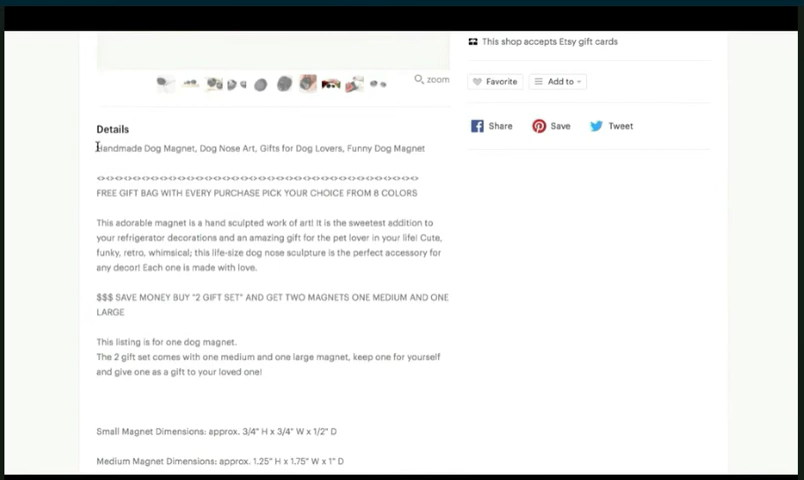 This shop accepts Etsy gift cards
zoom
Favorite
Add to
Details
Share
Save
Tweet
Handmade Dog Magnet, Dog Nose Art, Gifts for Dog Lovers, Funny Dog Magnet
FREE GIFT BAG WITH EVERY PURCHASE PICK YOUR CHOICE FROM 8 COLORS
This adorable magnet is a hand sculpted work of art! It is the sweetest addition to
your refrigerator decorations and an amazing gift for the pet lover in your life! Cute,
funky, retro, whimsical; this life-size dog nose sculpture is the perfect accessory for
any decor! Each one is made with love.
$$$ SAVE MONEY BUY "2 GIFT SET" AND GET TWO MAGNETS ONE MEDIUM AND ONE
LARGE
This listing is for one dog magnet.
The 2 gift set comes with one medium and one large magnet, keep one for yourself
and give one as a gift to your loved one!
Small Magnet Dimensions: approx. 3/4" H x 3/4" W x 1/2" D
Medium Magnet Dimensions: approx. 1.25" H x 1.75" W x 1" D